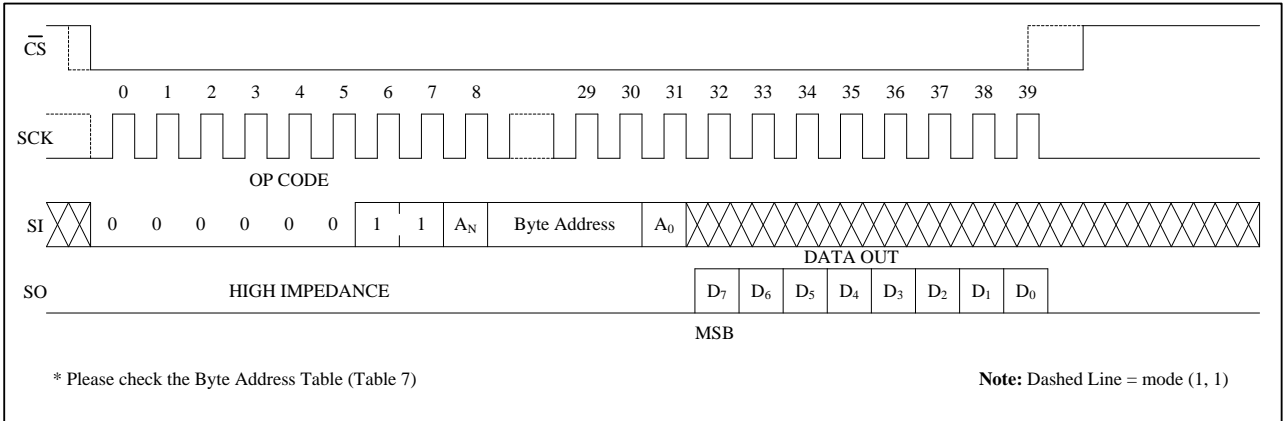 CS
0 1 2 3 4 5 6 7 8 29 30 31 32 33 34 35 36 37 38 39
SCK
OP CODE
SI 0 0 0 0 0 0 1 1 AN Byte Address A0
DATA OUT
SO HIGH IMPEDANCE D7 D6 D5 D4 D3 D2 D1 D0
MSB
* Please check the Byte Address Table (Table 7) Note: Dashed Line = mode (1, 1)